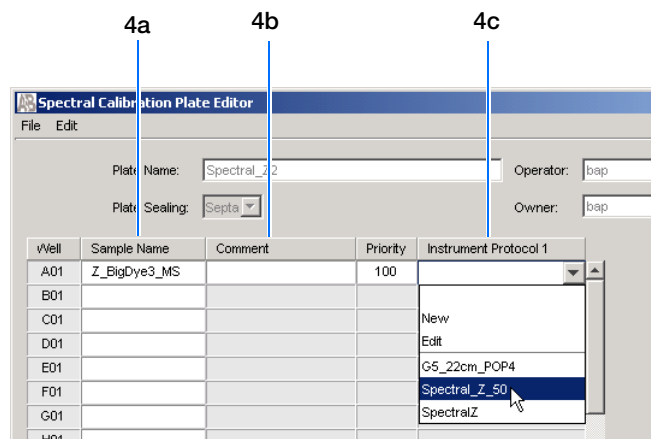 4a 4b 4c
Spectral Calibration Plate Editor
File Edit
Plate Name: Spectral_Z2 Operator: bap
Plate Sealing: Septa Owner: bap
Well Sample Name Comment Priority Instrument Protocol 1
A01 Z_BigDye3_MS 100
B01
C01 New
D01 Edit
E01 G5_22cm_POP4
F01 Spectral_Z_50
G01 SpectralZ
H01